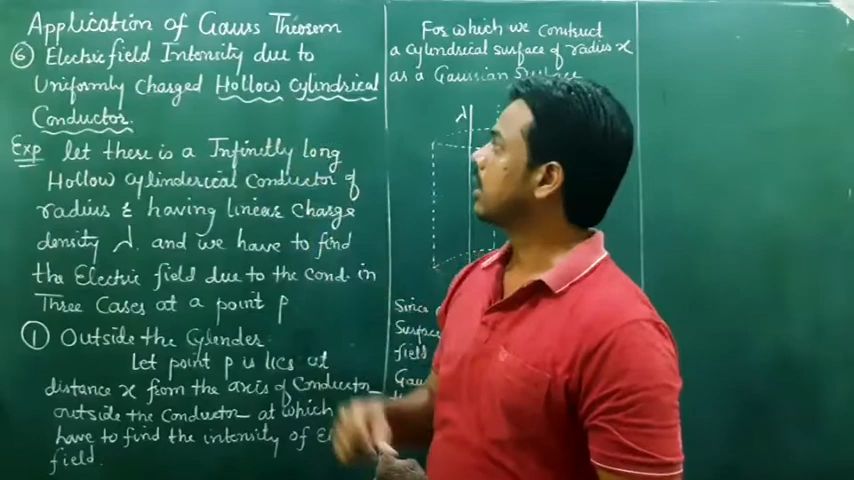 Application of Gauss Theorem
⑥ Electric field Intensity due to
Uniformly Charged Hollow Cylinderical
Conductor.
Exp let there is a Infinitely long
Hollow Cylinderical Conductor of
radius r having linear charge
density λ. and we have to find
the Electric field due to the Cond in
Three Cases at a point P
① Outside the Cylender
Let point P is lies at
distance x from the axis of Conductor
outside the conductor at which
have to find the intensity of
field.
For which we construct
a cylinderical surface of radius x
as a Gaussian Surface
λ
Since
surface
field